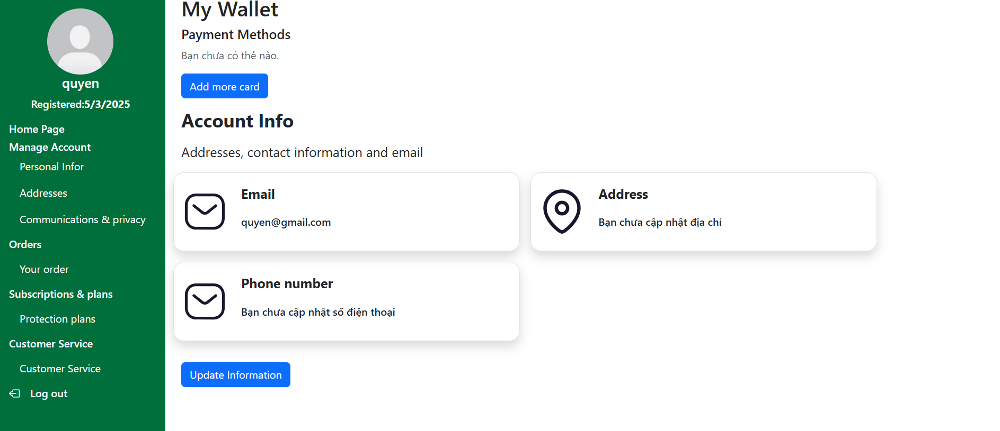 quyen
Registered:5/3/2025
Home Page
Manage Account
Personal Infor
Addresses
Communications & privacy
Orders
Your order
Subscriptions & plans
Protection plans
Customer Service
Customer Service
Log out
My Wallet
Payment Methods
Bạn chưa có thẻ nào.
Add more card
Account Info
Addresses, contact information and email
Email
quyen@gmail.com
Address
Bạn chưa cập nhật địa chỉ
Phone number
Bạn chưa cập nhật số điện thoại
Update Information